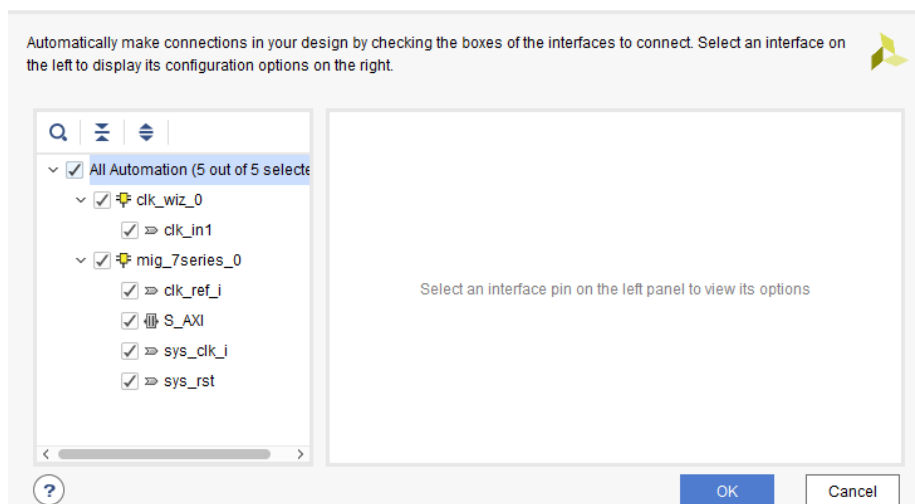 Automatically make connections in your design by checking the boxes of the interfaces to connect. Select an interface on
the left to display its configuration options on the right.
All Automation (5 out of 5 selecte
clk_wiz_0
clk_in1
mig_7series_0
clk_ref_i
S_AXI
sys_clk_i
sys_rst
Select an interface pin on the left panel to view its options
?
OK
Cancel